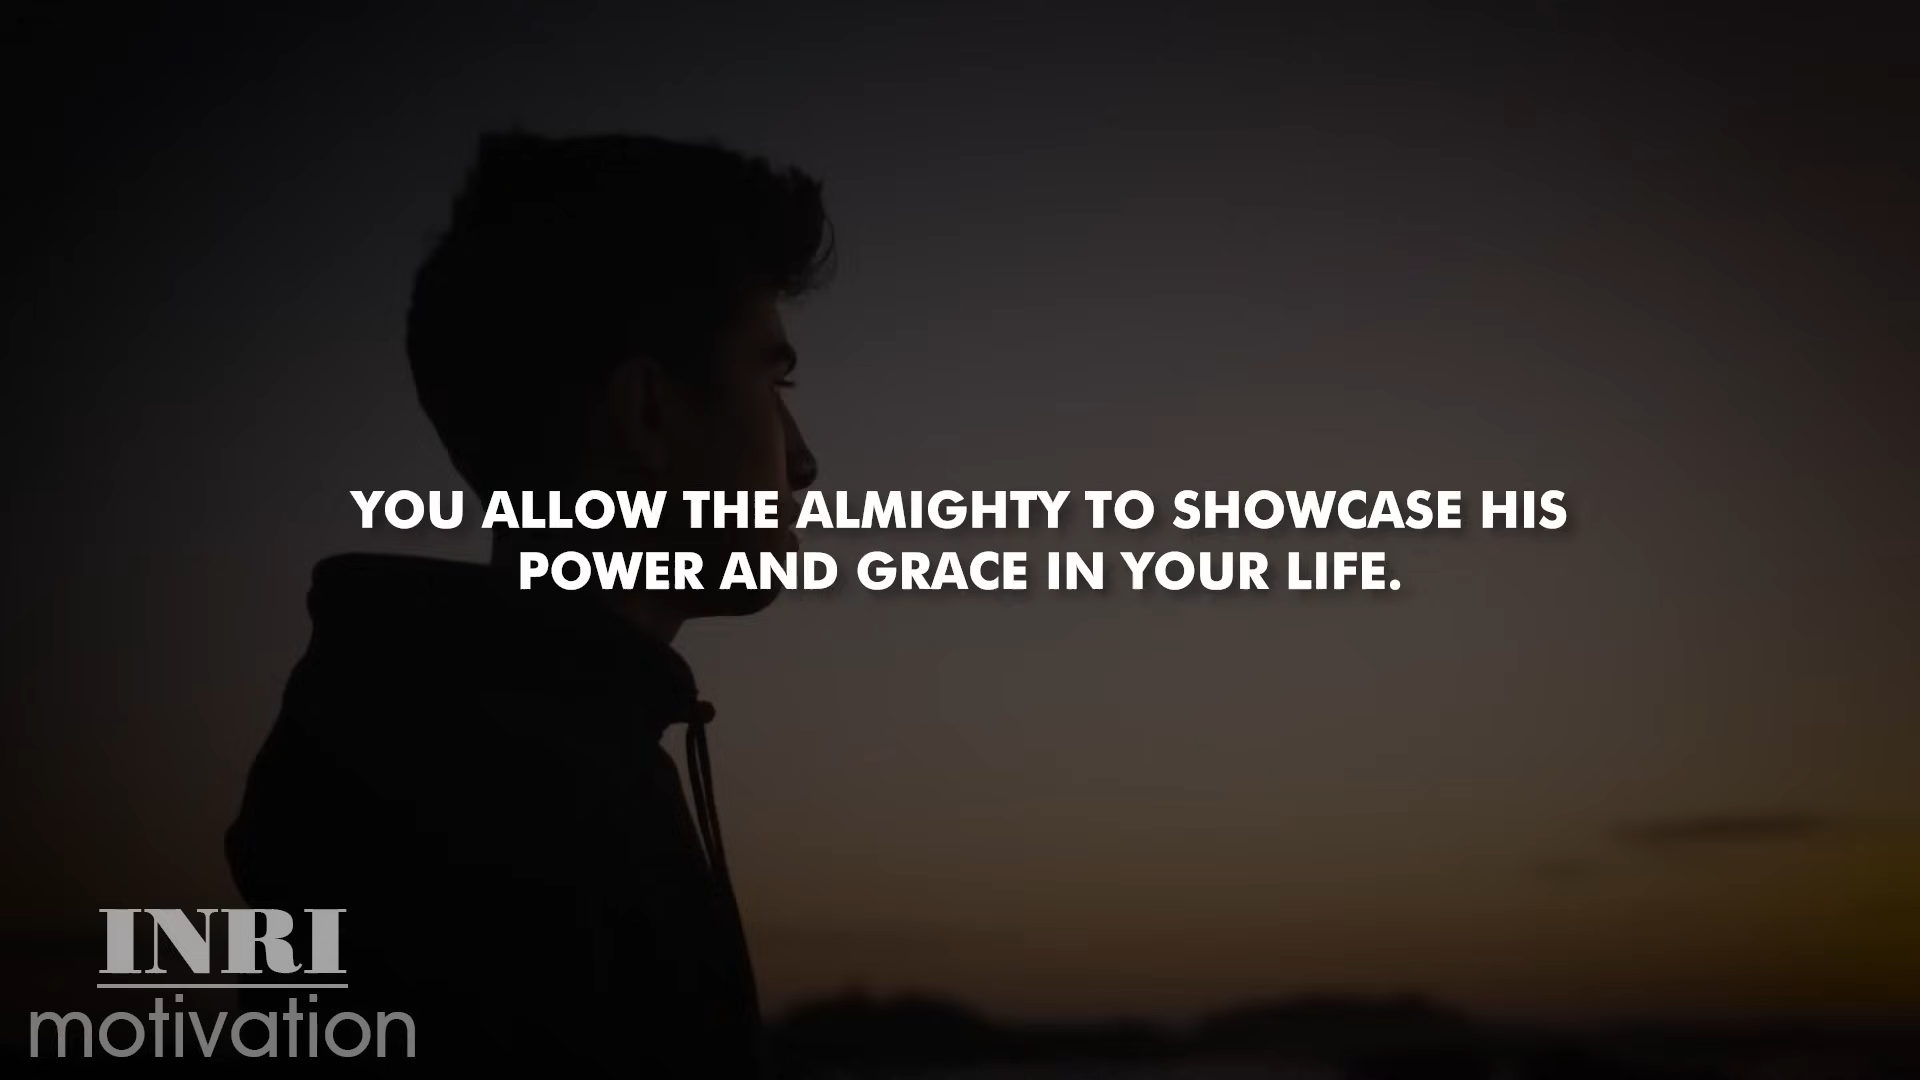 YOU ALLOW THE ALMIGHTY TO SHOWCASE HIS
POWER AND GRACE IN YOUR LIFE.
INRI
motivation